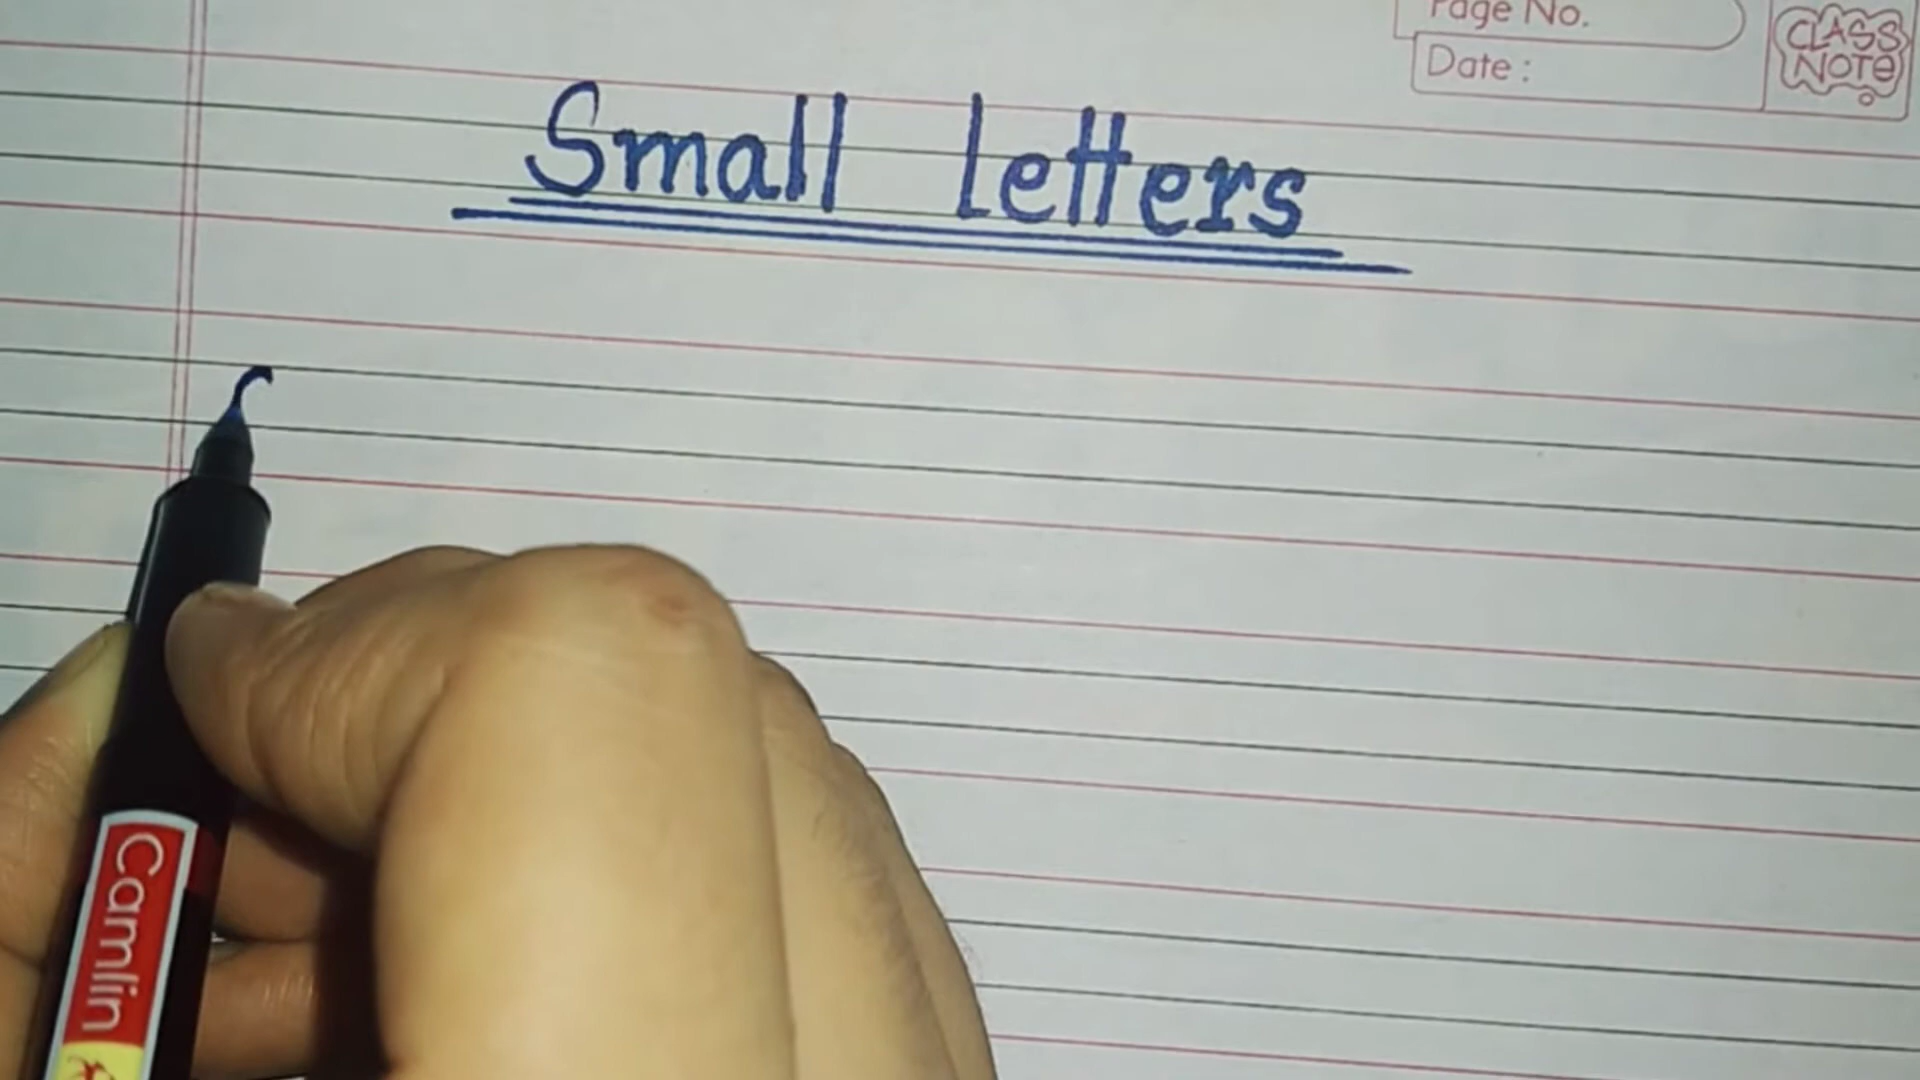 Page No.
Date :
CLASS NOTE
Small letters
Camlin